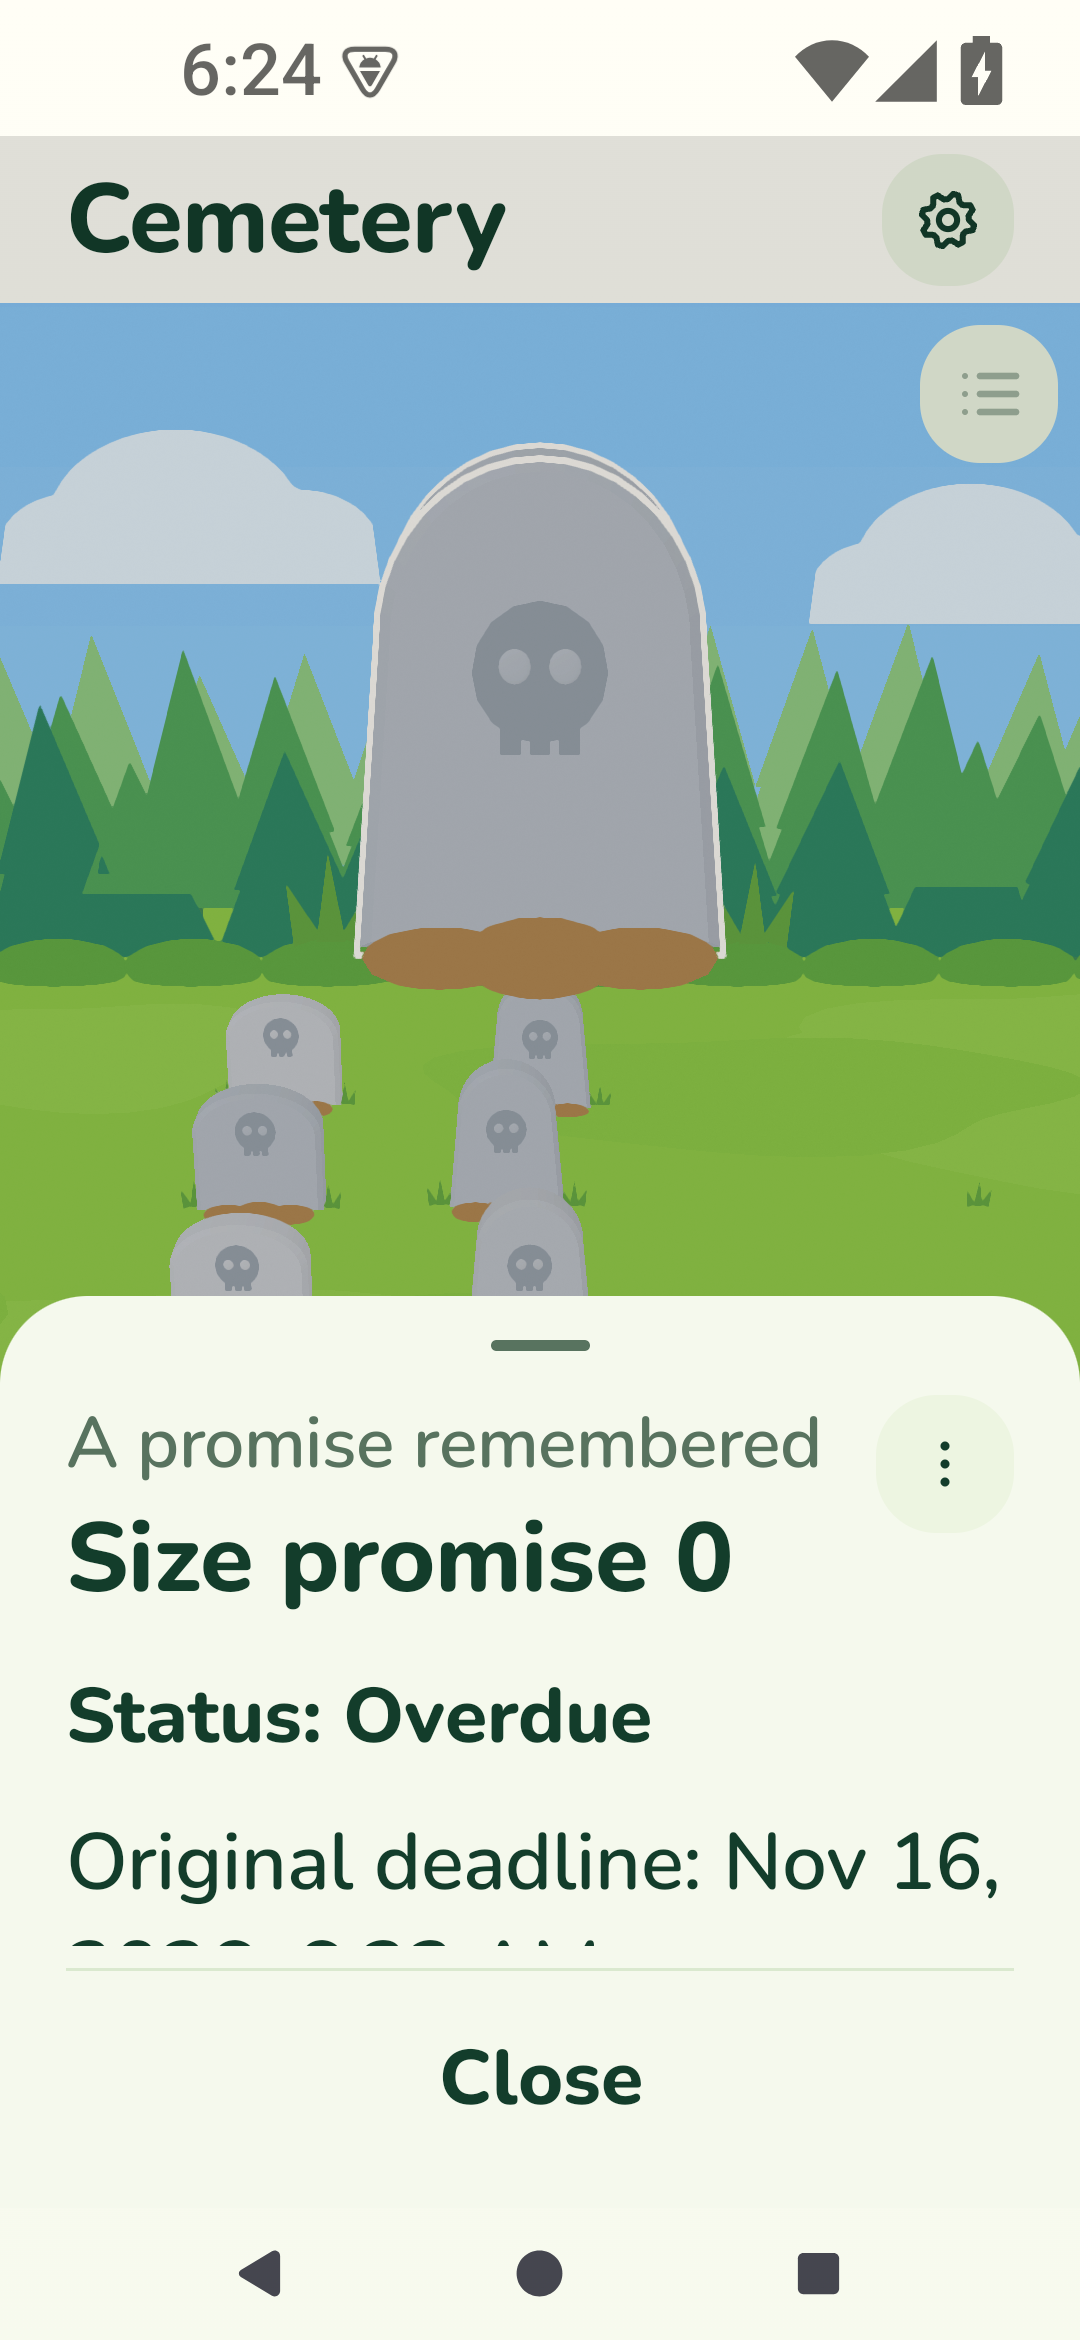 6:24
Cemetery
A promise remembered
Size promise 0
Status: Overdue
Original deadline: Nov 16,
Close